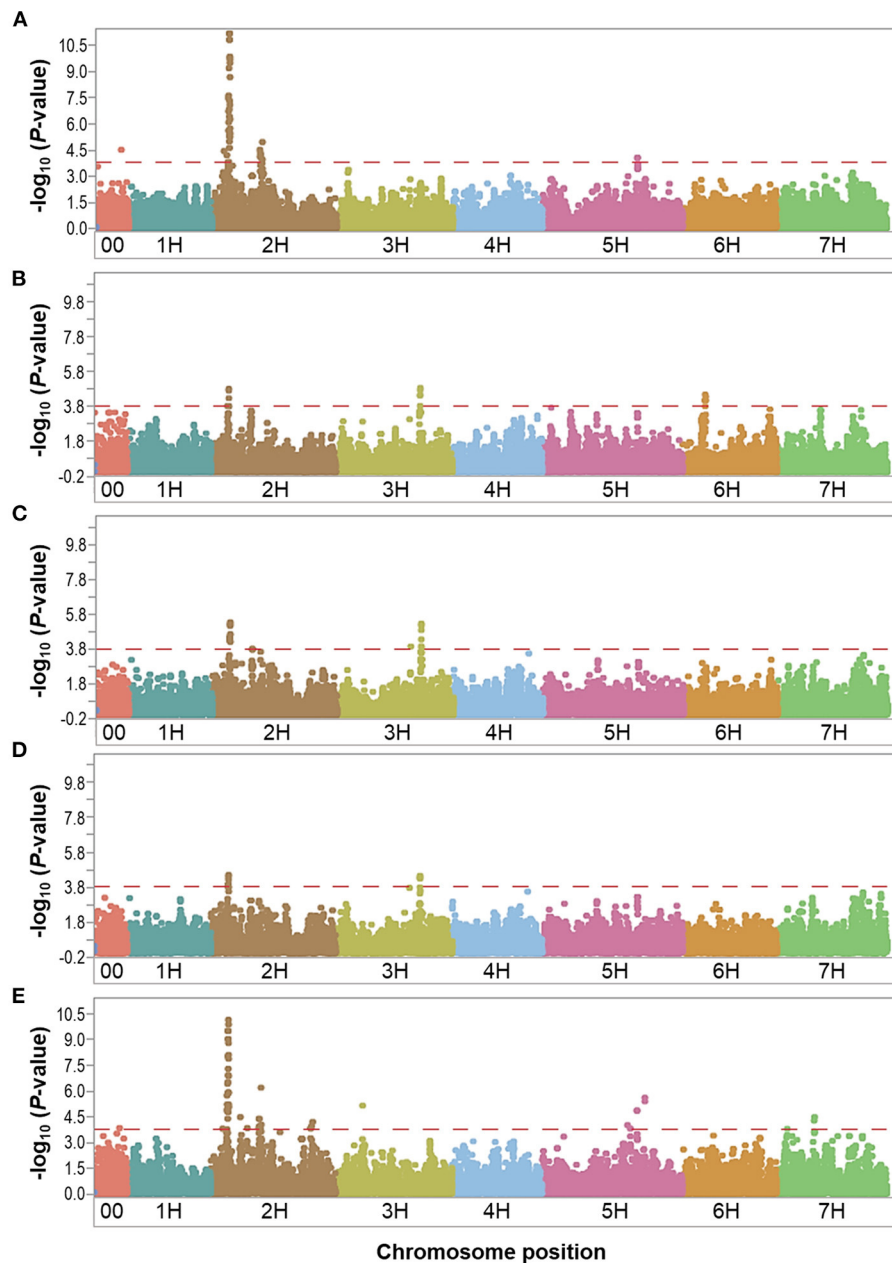 A
-log10 (P-value)
10.5
9.0
7.5
6.0
4.5
3.0
1.5
0.0
00 1H 2H 3H 4H 5H 6H 7H
B
-log10 (P-value)
9.8
7.8
5.8
3.8
1.8
-0.2
00 1H 2H 3H 4H 5H 6H 7H
C
-log10 (P-value)
9.8
7.8
5.8
3.8
1.8
-0.2
00 1H 2H 3H 4H 5H 6H 7H
D
-log10 (P-value)
9.8
7.8
5.8
3.8
1.8
-0.2
00 1H 2H 3H 4H 5H 6H 7H
E
-log10 (P-value)
10.5
9.0
7.5
6.0
4.5
3.0
1.5
0.0
00 1H 2H 3H 4H 5H 6H 7H
Chromosome position